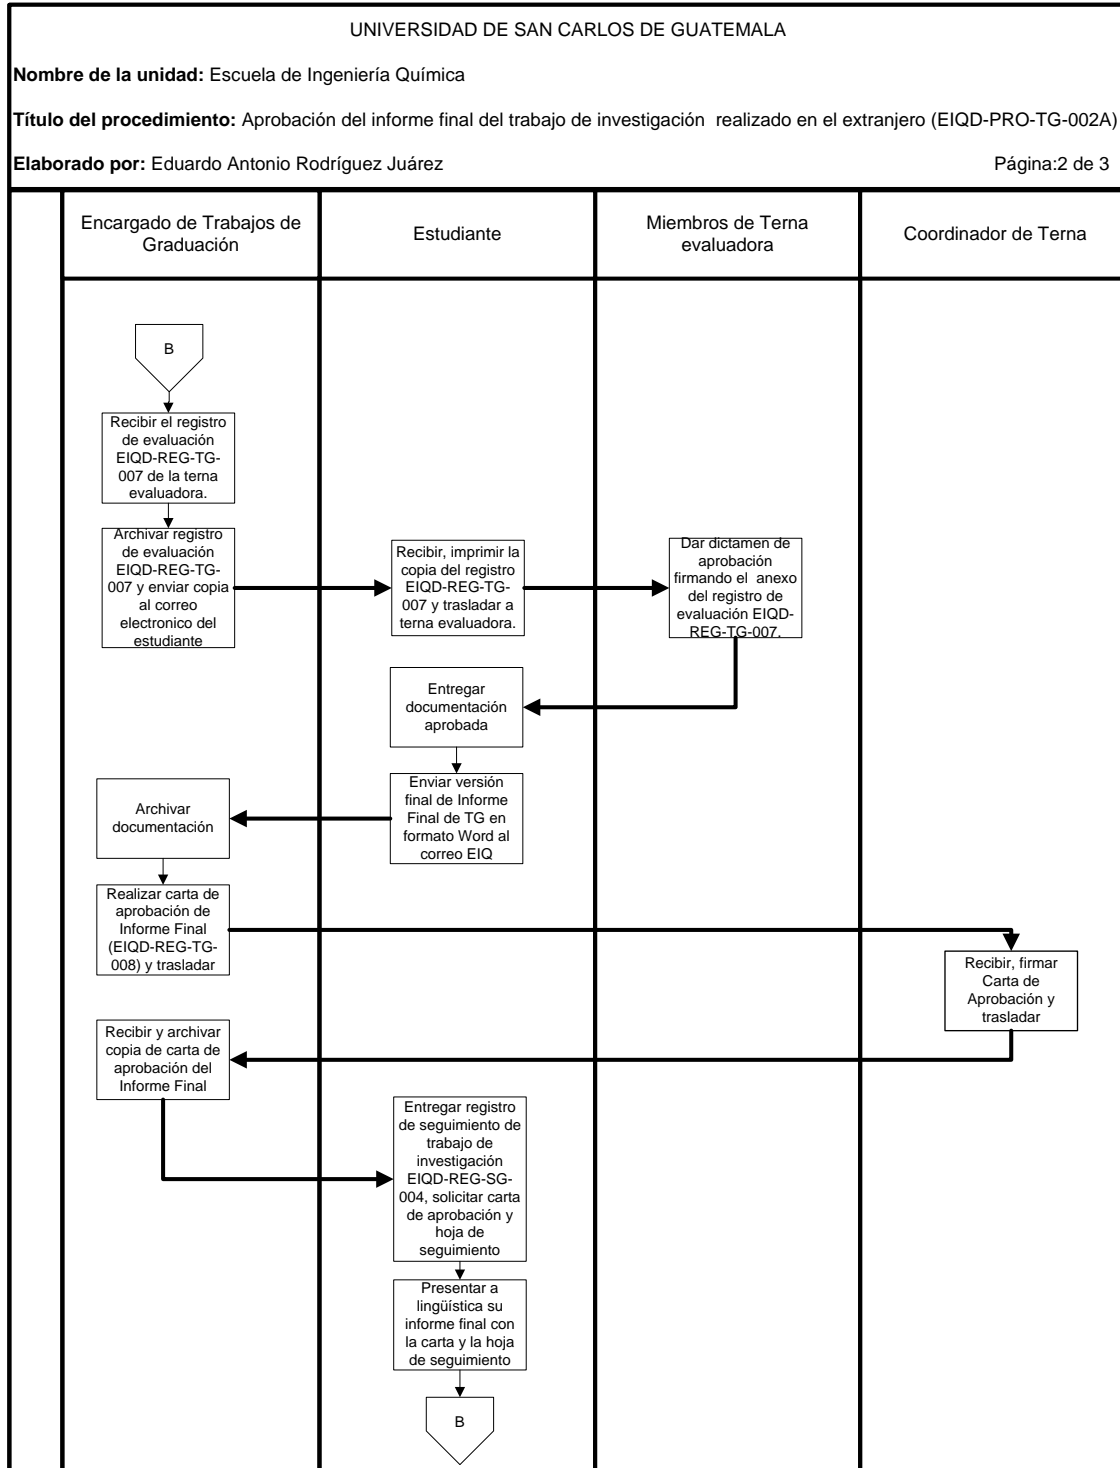 UNIVERSIDAD DE SAN CARLOS DE GUATEMALA
Nombre de la unidad: Escuela de Ingeniería Química
Título del procedimiento: Aprobación del informe final del trabajo de investigación  realizado en el extranjero (EIQD-PRO-TG-002A)
Elaborado por: Eduardo Antonio Rodríguez Juárez
Página:2 de 3
Encargado de Trabajos de
Graduación
Estudiante
Miembros de Terna
evaluadora
Coordinador de Terna
B
Recibir el registro
de evaluación
EIQD-REG-TG-
007 de la terna
evaluadora.
Archivar registro
de evaluación
EIQD-REG-TG-
007 y enviar copia
al correo
electronico del
estudiante
Recibir, imprimir la
copia del registro
EIQD-REG-TG-
007 y trasladar a
terna evaluadora.
Dar dictamen de
aprobación
firmando el  anexo
del registro de
evaluación EIQD-
REG-TG-007.
Entregar
documentación
aprobada
Enviar versión
final de Informe
Final de TG en
formato Word al
correo EIQ
Archivar
documentación
Realizar carta de
aprobación de
Informe Final
(EIQD-REG-TG-
008) y trasladar
Recibir, firmar
Carta de
Aprobación y
trasladar
Recibir y archivar
copia de carta de
aprobación del
Informe Final
Entregar registro
de seguimiento de
trabajo de
investigación
EIQD-REG-SG-
004, solicitar carta
de aprobación y
hoja de
seguimiento
Presentar a
lingüística su
informe final con
la carta y la hoja
de seguimiento
B